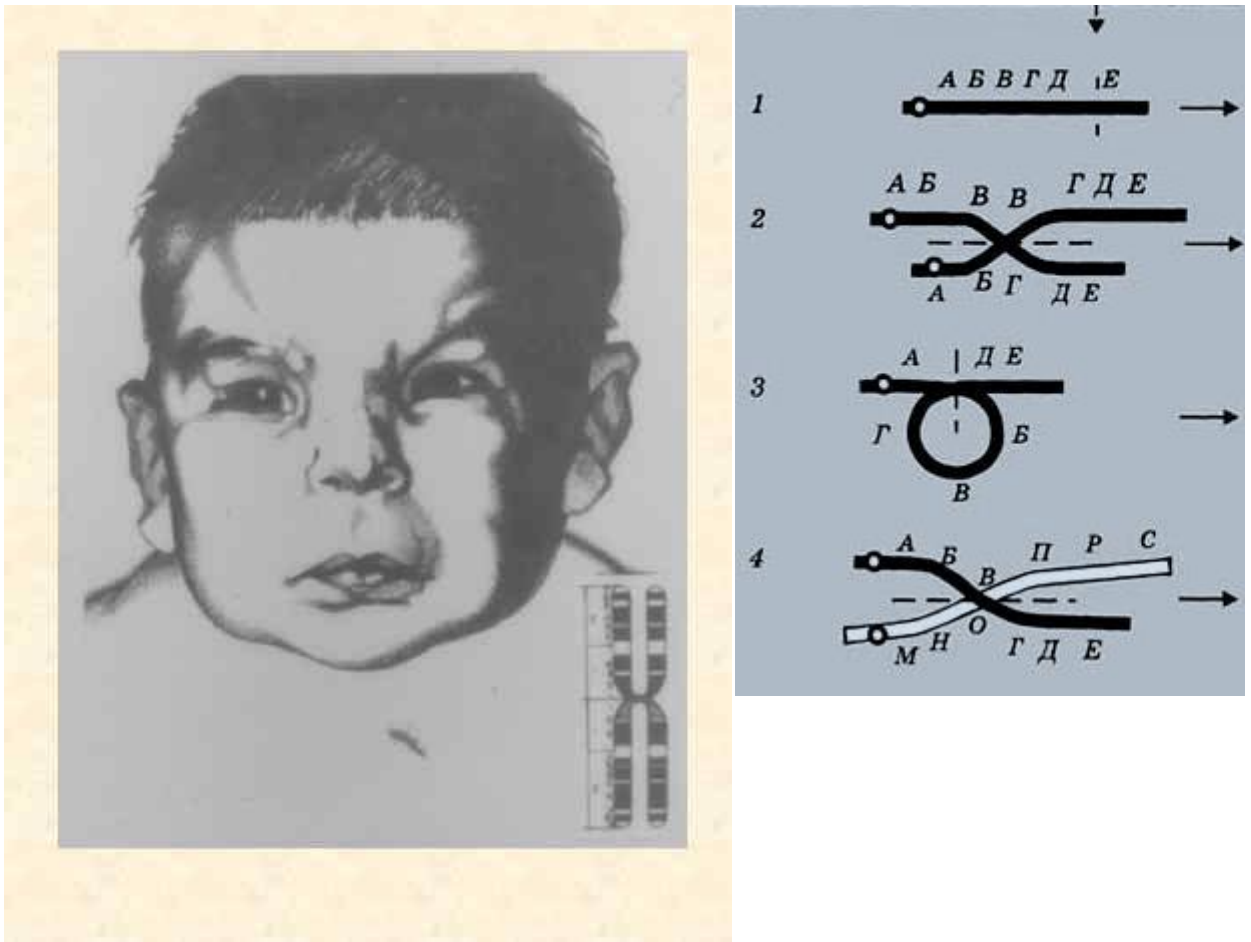 1
А Б В Г Д Е
2
А Б В В Г Д Е
А Б Г Д Е
3
А Д Е
Г Б
В
4
А Б В П Р С
М Н О Г Д Е